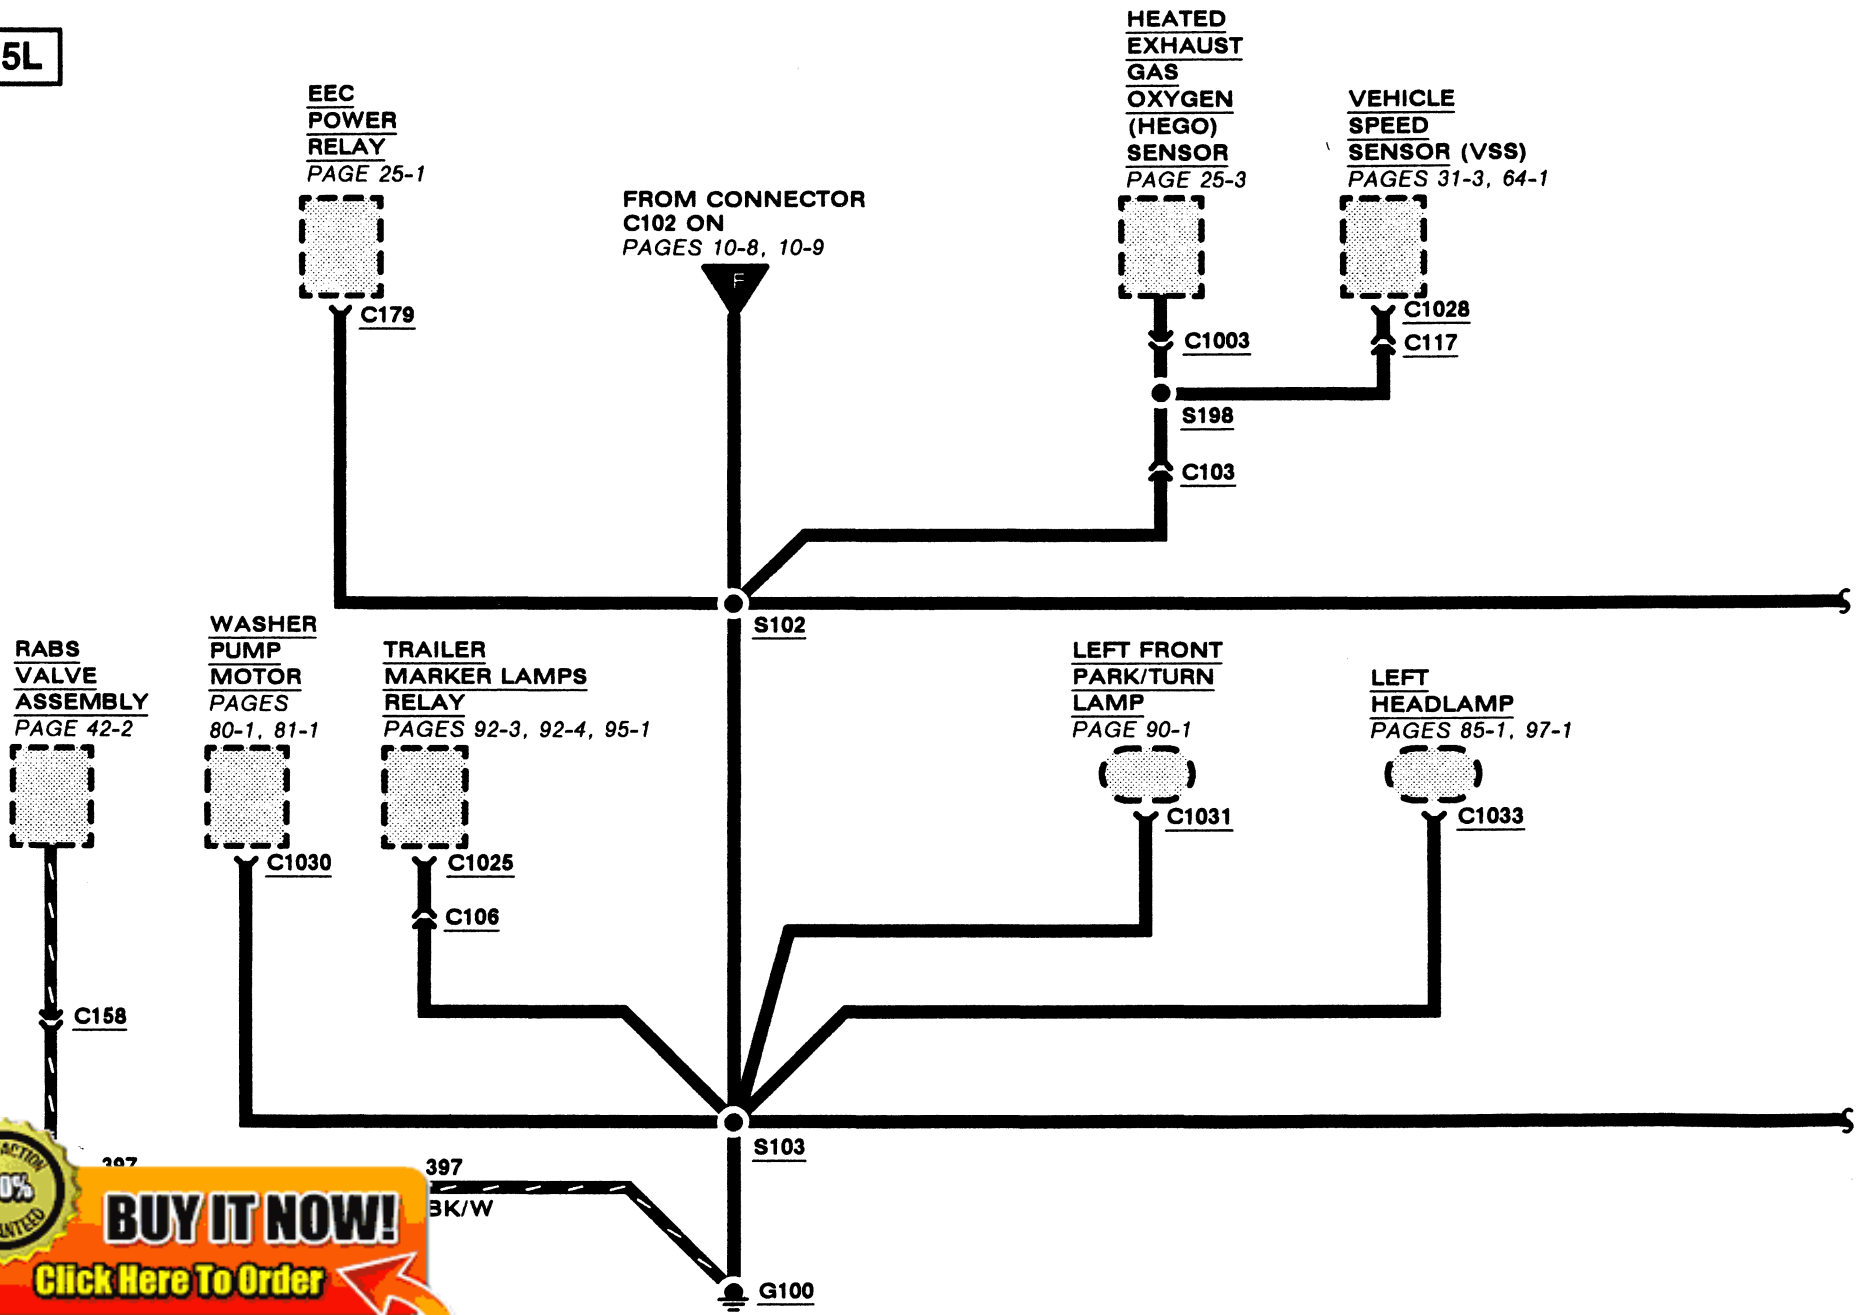 5L
EEC
POWER
RELAY
PAGE 25-1
C179
FROM CONNECTOR
C102 ON
PAGES 10-8, 10-9
F
HEATED
EXHAUST
GAS
OXYGEN
(HEGO)
SENSOR
PAGE 25-3
C1003
VEHICLE
SPEED
SENSOR (VSS)
PAGES 31-3, 64-1
C1028
C117
S198
C103
S102
RABS
VALVE
ASSEMBLY
PAGE 42-2
C158
WASHER
PUMP
MOTOR
PAGES
80-1, 81-1
C1030
TRAILER
MARKER LAMPS
RELAY
PAGES 92-3, 92-4, 95-1
C1025
C106
LEFT FRONT
PARK/TURN
LAMP
PAGE 90-1
C1031
LEFT
HEADLAMP
PAGES 85-1, 97-1
C1033
S103
397
397
BK/W
G100
0%
BUY IT NOW!
Click Here To Order